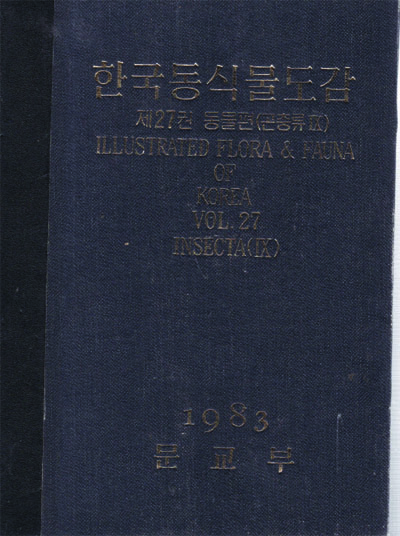 한국동식물도감
제27권 동물편(곤충류 Ⅸ)
ILLUSTRATED FLORA & FAUNA
OF
KOREA
VOL. 27
INSECTA(IX)
1983
문교부